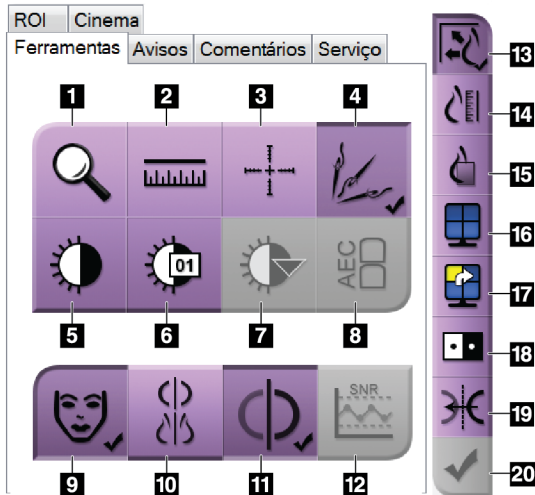 ROI Cinema
Ferramentas Avisos Comentários Serviço
1 2 3 4
13
14
15
01
AEC
16
5 6 7 8
17
18
SNR
19
9 10 11 12
20